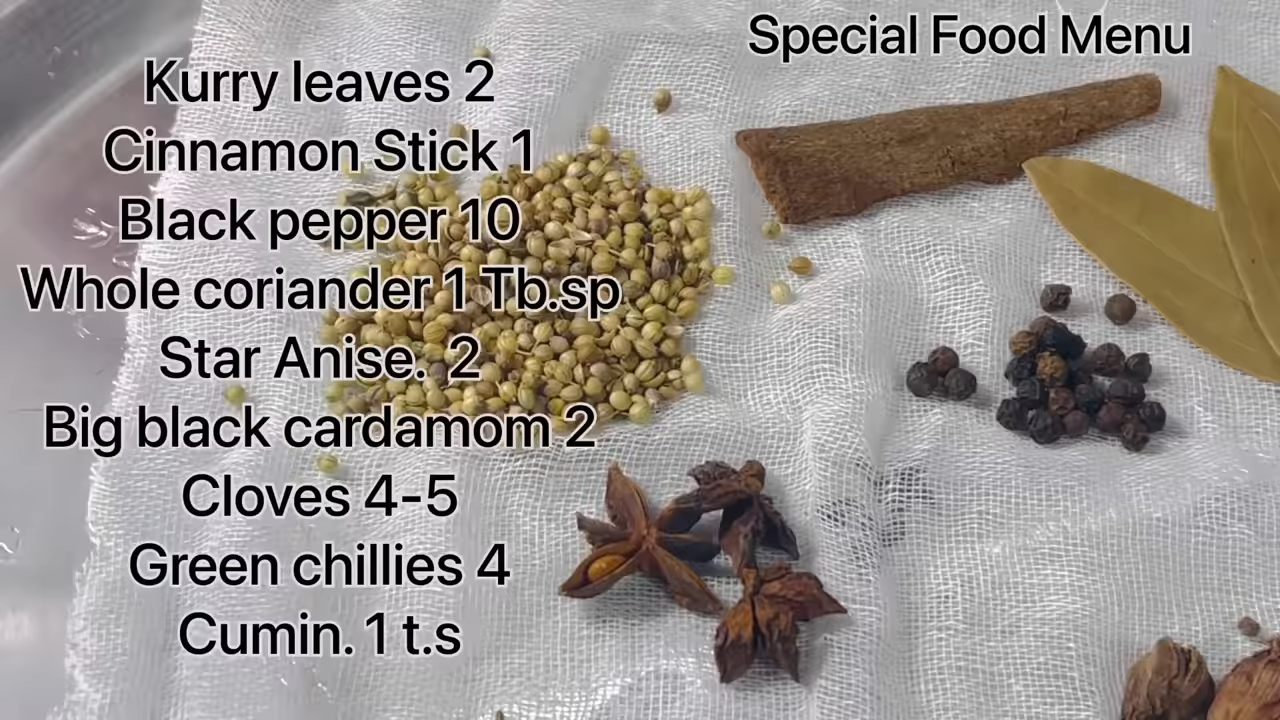 Special Food Menu
Kurry leaves 2
Cinnamon Stick 1
Black pepper 10
Whole coriander 1 Tb.sp
Star Anise. 2
Big black cardamom 2
Cloves 4-5
Green chillies 4
Cumin. 1 t.s